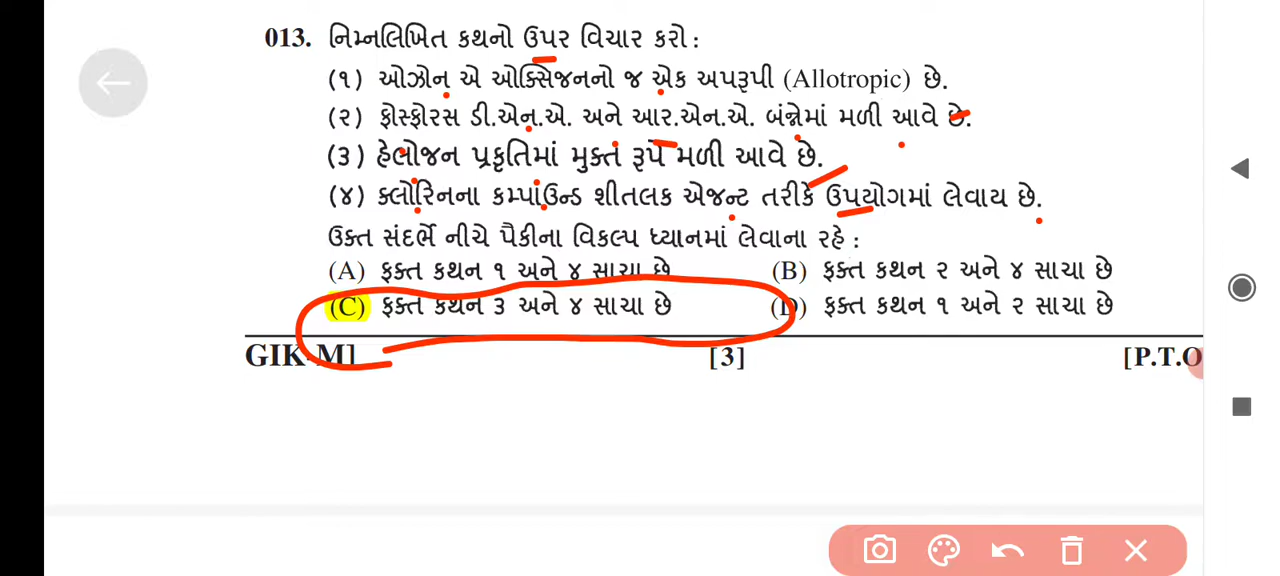 013. નિમ્નલિખિત કથનો ઉપર વિચાર કરો :
(૧) ઓઝોન એ ઓક્સિજનનો જ એક અપરૂપી (Allotropic) છે.
(૨) ફોસ્ફોરસ ડી.એન.એ. અને આર.એન.એ. બંન્નેમાં મળી આવે છે.
(૩) હેલોજન પ્રકૃતિમાં મુક્ત રૂપે મળી આવે છે.
(૪) ક્લોરિનના કમ્પાંઉન્ડ શીતલક એજન્ટ તરીકે ઉપયોગમાં લેવાય છે.
ઉક્ત સંદર્ભે નીચે પૈકીના વિકલ્પ ધ્યાનમાં લેવાના રહે :
(A) ફક્ત કથન ૧ અને ૪ સાચા છે (B) ફક્ત કથન ૨ અને ૪ સાચા છે
(C) ફક્ત કથન ૩ અને ૪ સાચા છે (D) ફક્ત કથન ૧ અને ૨ સાચા છે
GIK-M] [3] [P.T.O